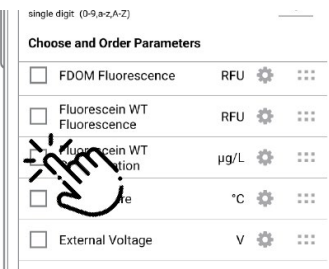 single digit (0-9,a-z,A-Z)
Choose and Order Parameters
FDOM Fluorescence RFU
Fluorescein WT
Fluorescence RFU
Fluorescein WT
µg/L
°C
External Voltage V